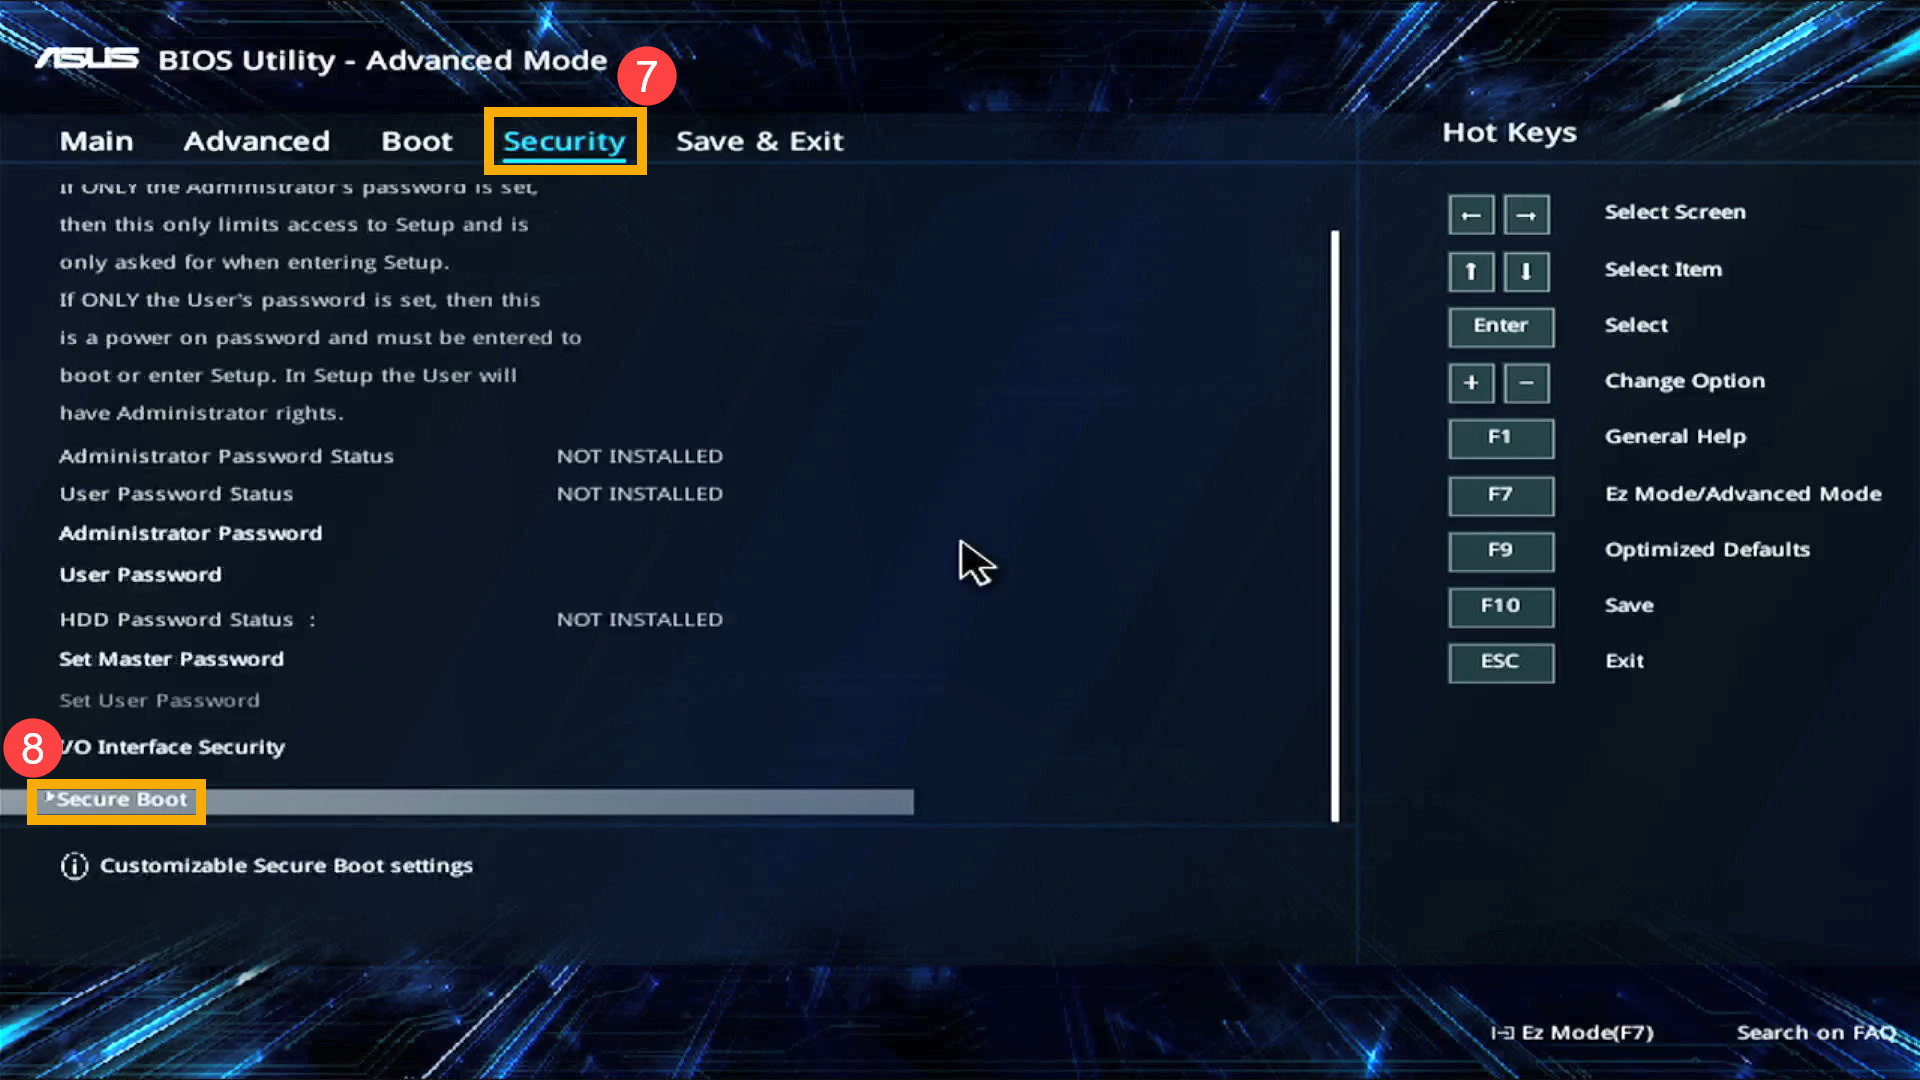 ASUS BIOS Utility - Advanced Mode
7
Main Advanced Boot Security Save & Exit
If ONLY the Administrator's password is set,
then this only limits access to Setup and is
only asked for when entering Setup.
If ONLY the User's password is set, then this
is a power on password and must be entered to
boot or enter Setup. In Setup the User will
have Administrator rights.
Administrator Password Status NOT INSTALLED
User Password Status NOT INSTALLED
Administrator Password
User Password
HDD Password Status : NOT INSTALLED
Set Master Password
Set User Password
8
I/O Interface Security
Secure Boot
Customizable Secure Boot settings
Hot Keys
← → Select Screen
↑ ↓ Select Item
Enter Select
+ − Change Option
F1 General Help
F7 Ez Mode/Advanced Mode
F9 Optimized Defaults
F10 Save
ESC Exit
Ez Mode(F7) Search on FAQ